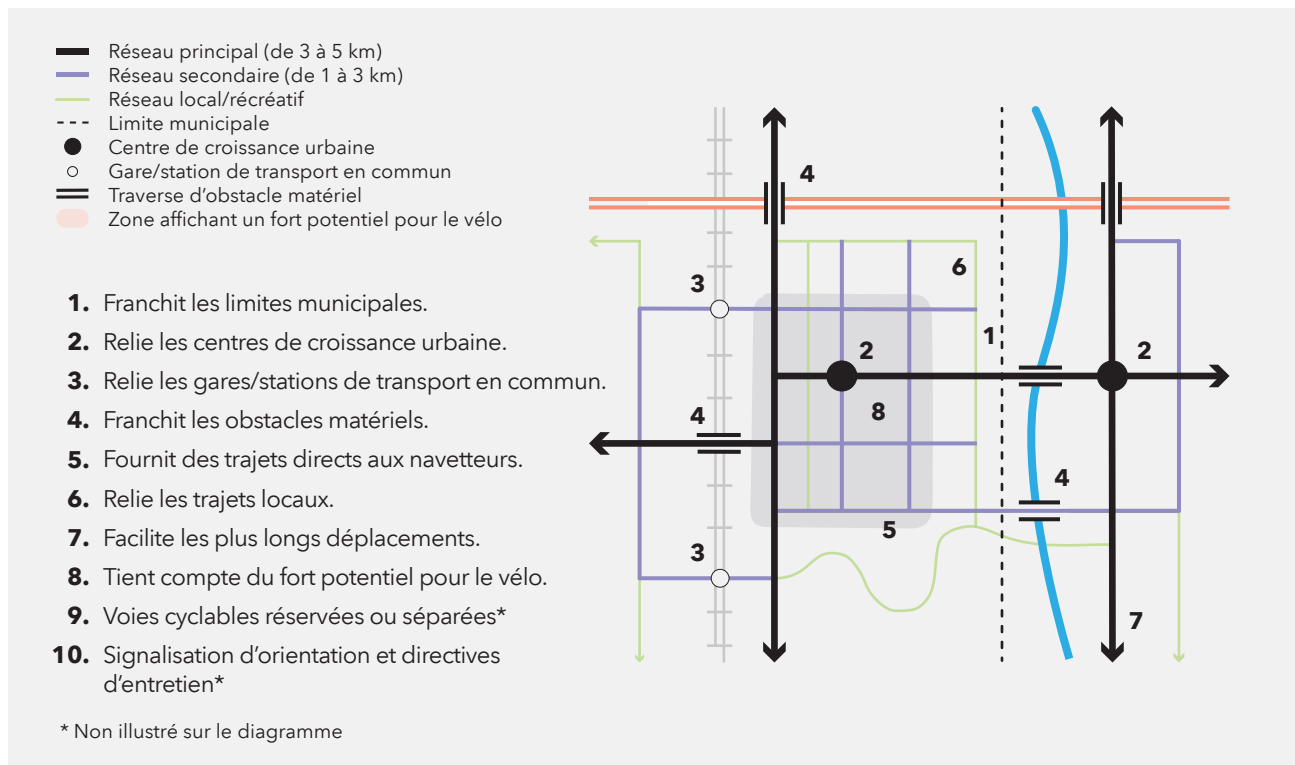 Réseau principal (de 3 à 5 km)
Réseau secondaire (de 1 à 3 km)
Réseau local/récréatif
Limite municipale
Centre de croissance urbaine
Gare/station de transport en commun
Traverse d'obstacle matériel
Zone affichant un fort potentiel pour le vélo
1. Franchit les limites municipales.
2. Relie les centres de croissance urbaine.
3. Relie les gares/stations de transport en commun.
4. Franchit les obstacles matériels.
5. Fournit des trajets directs aux navetteurs.
6. Relie les trajets locaux.
7. Facilite les plus longs déplacements.
8. Tient compte du fort potentiel pour le vélo.
9. Voies cyclables réservées ou séparées*
10. Signalisation d'orientation et directives
d'entretien*
* Non illustré sur le diagramme
4
6
3
1
2
2
8
4
4
5
3
7